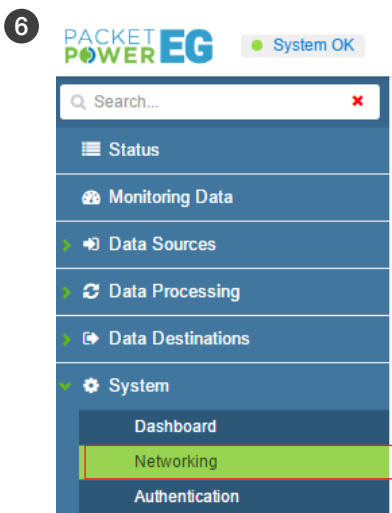 6
PACKET
POWER EG
System OK
Search...
Status
Monitoring Data
Data Sources
Data Processing
Data Destinations
System
Dashboard
Networking
Authentication